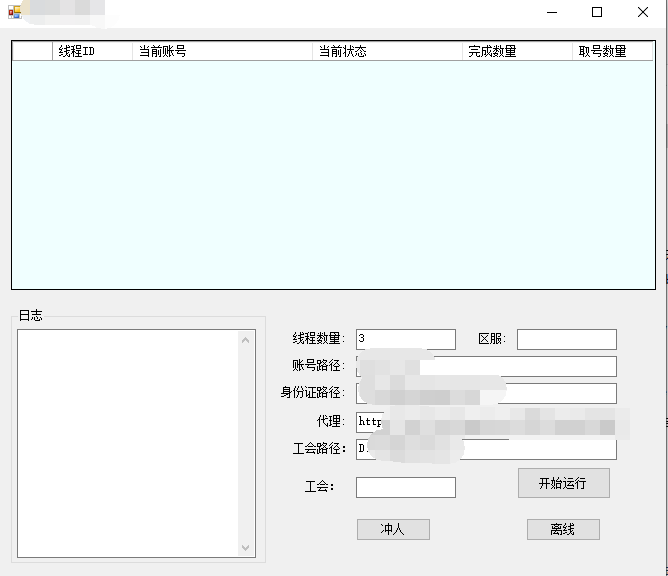 线程ID 当前账号 当前状态 完成数量 取号数量
日志
线程数量: 3 区服:
账号路径:
身份证路径:
代理: http
工会路径: D:
工会: 开始运行
冲人 离线